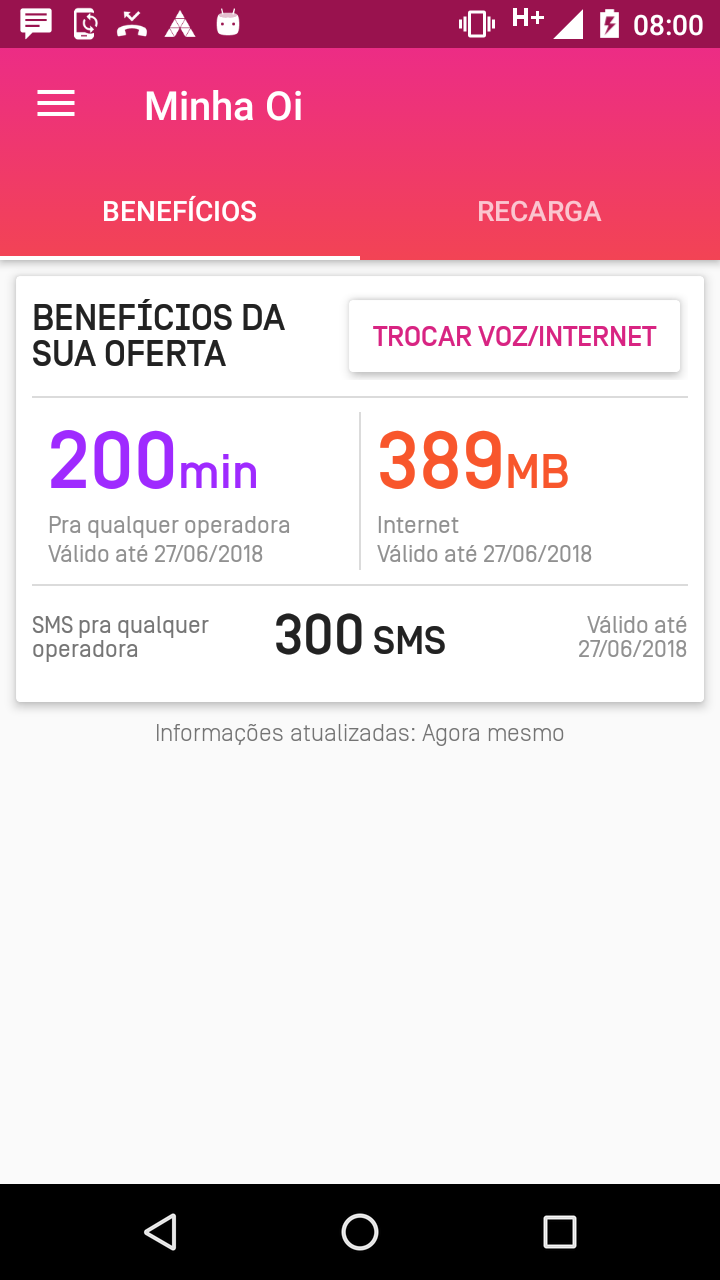 H+ 08:00
Minha Oi
BENEFÍCIOS RECARGA
BENEFÍCIOS DA
SUA OFERTA
TROCAR VOZ/INTERNET
200min
Pra qualquer operadora
Válido até 27/06/2018
389MB
Internet
Válido até 27/06/2018
SMS pra qualquer
operadora
300 SMS
Válido até
27/06/2018
Informações atualizadas: Agora mesmo